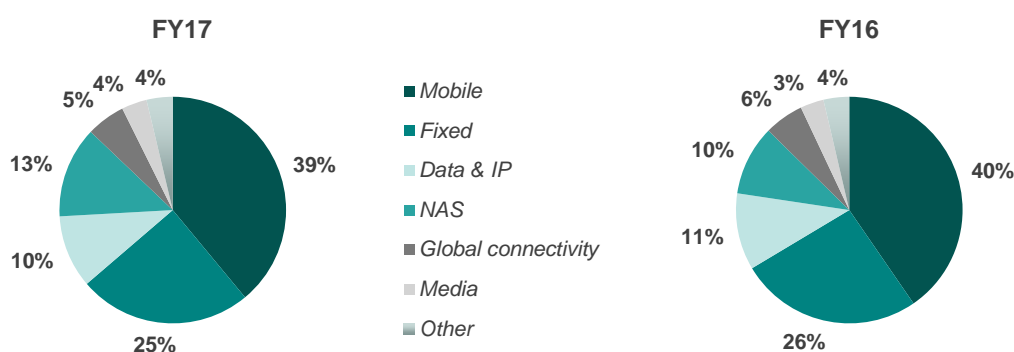 FY17
4%
4%
5%
13%
39%
10%
25%
Mobile
Fixed
Data & IP
NAS
Global connectivity
Media
Other
FY16
4%
3%
6%
10%
40%
11%
26%